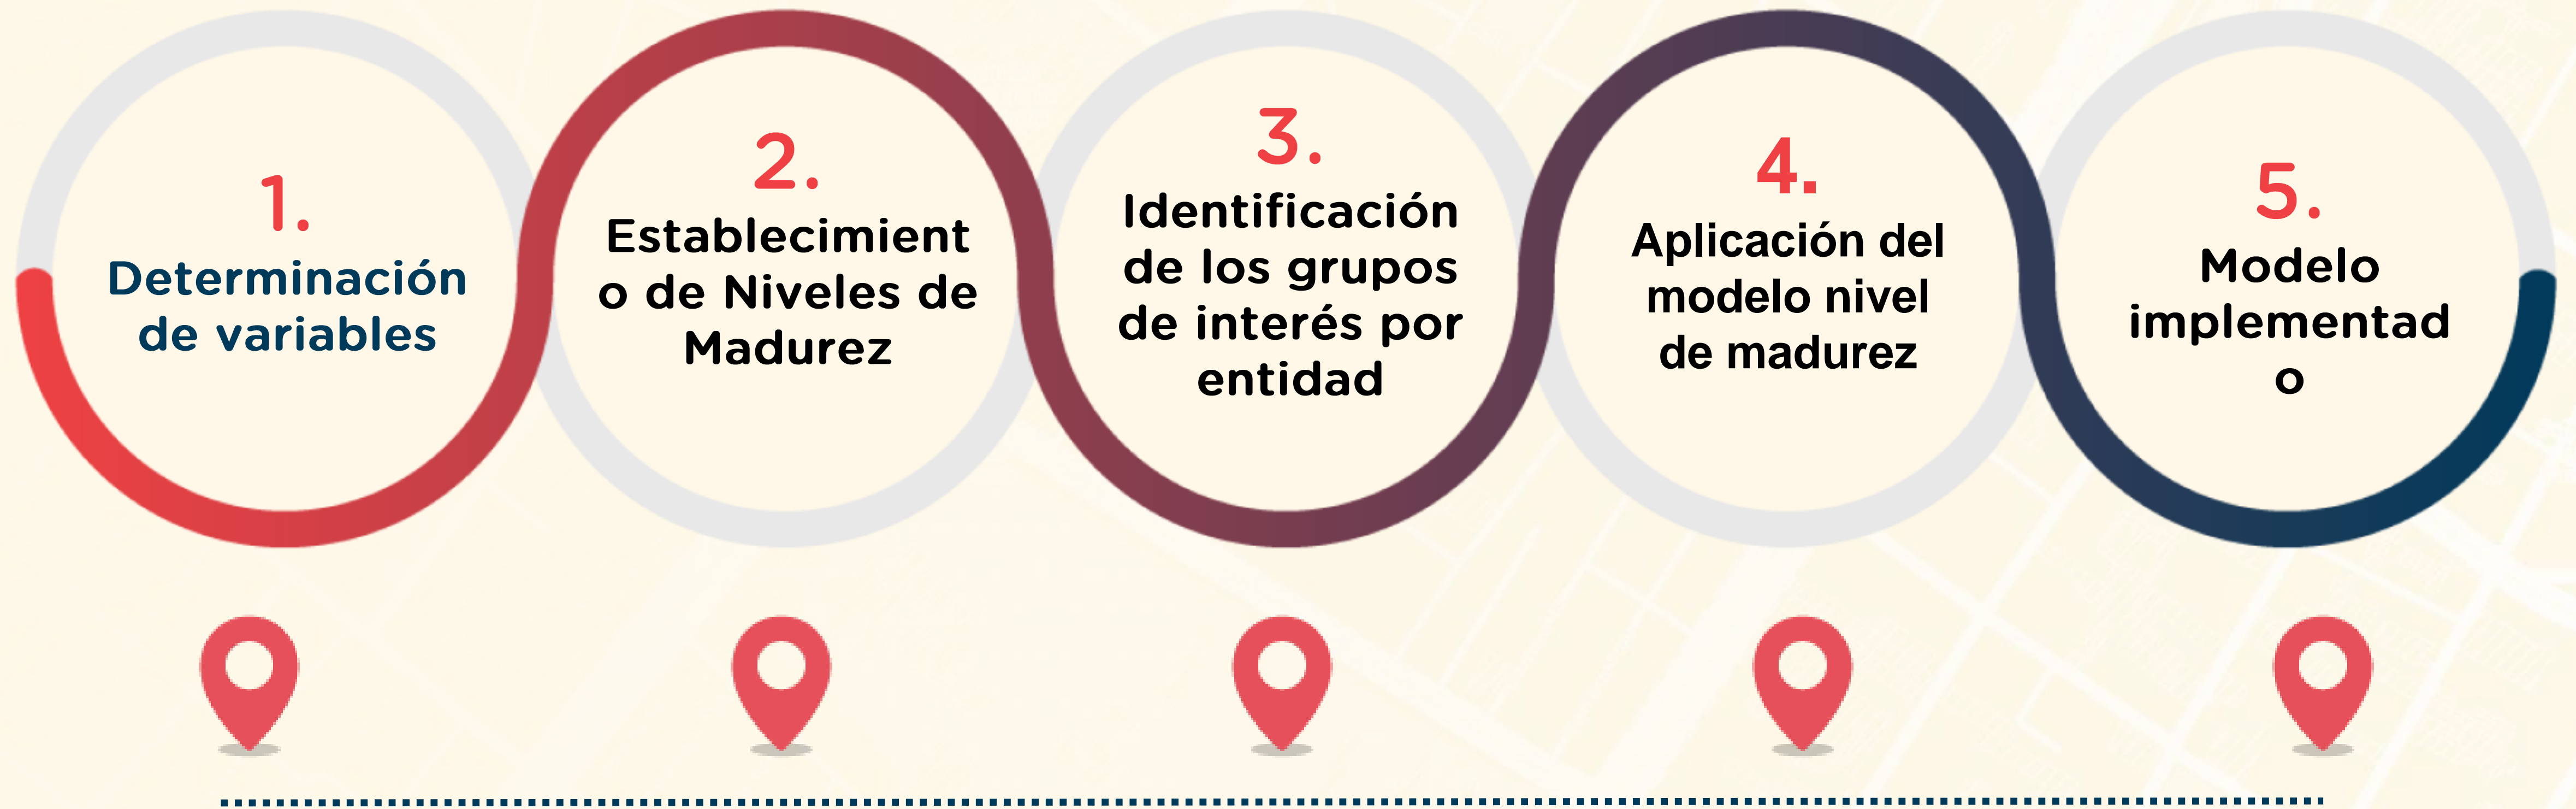 1.
Determinación
de variables
2.
Establecimient
o de Niveles de
Madurez
3.
Identificación
de los grupos
de interés por
entidad
4.
Aplicación del
modelo nivel
de madurez
5.
Modelo
implementad
o